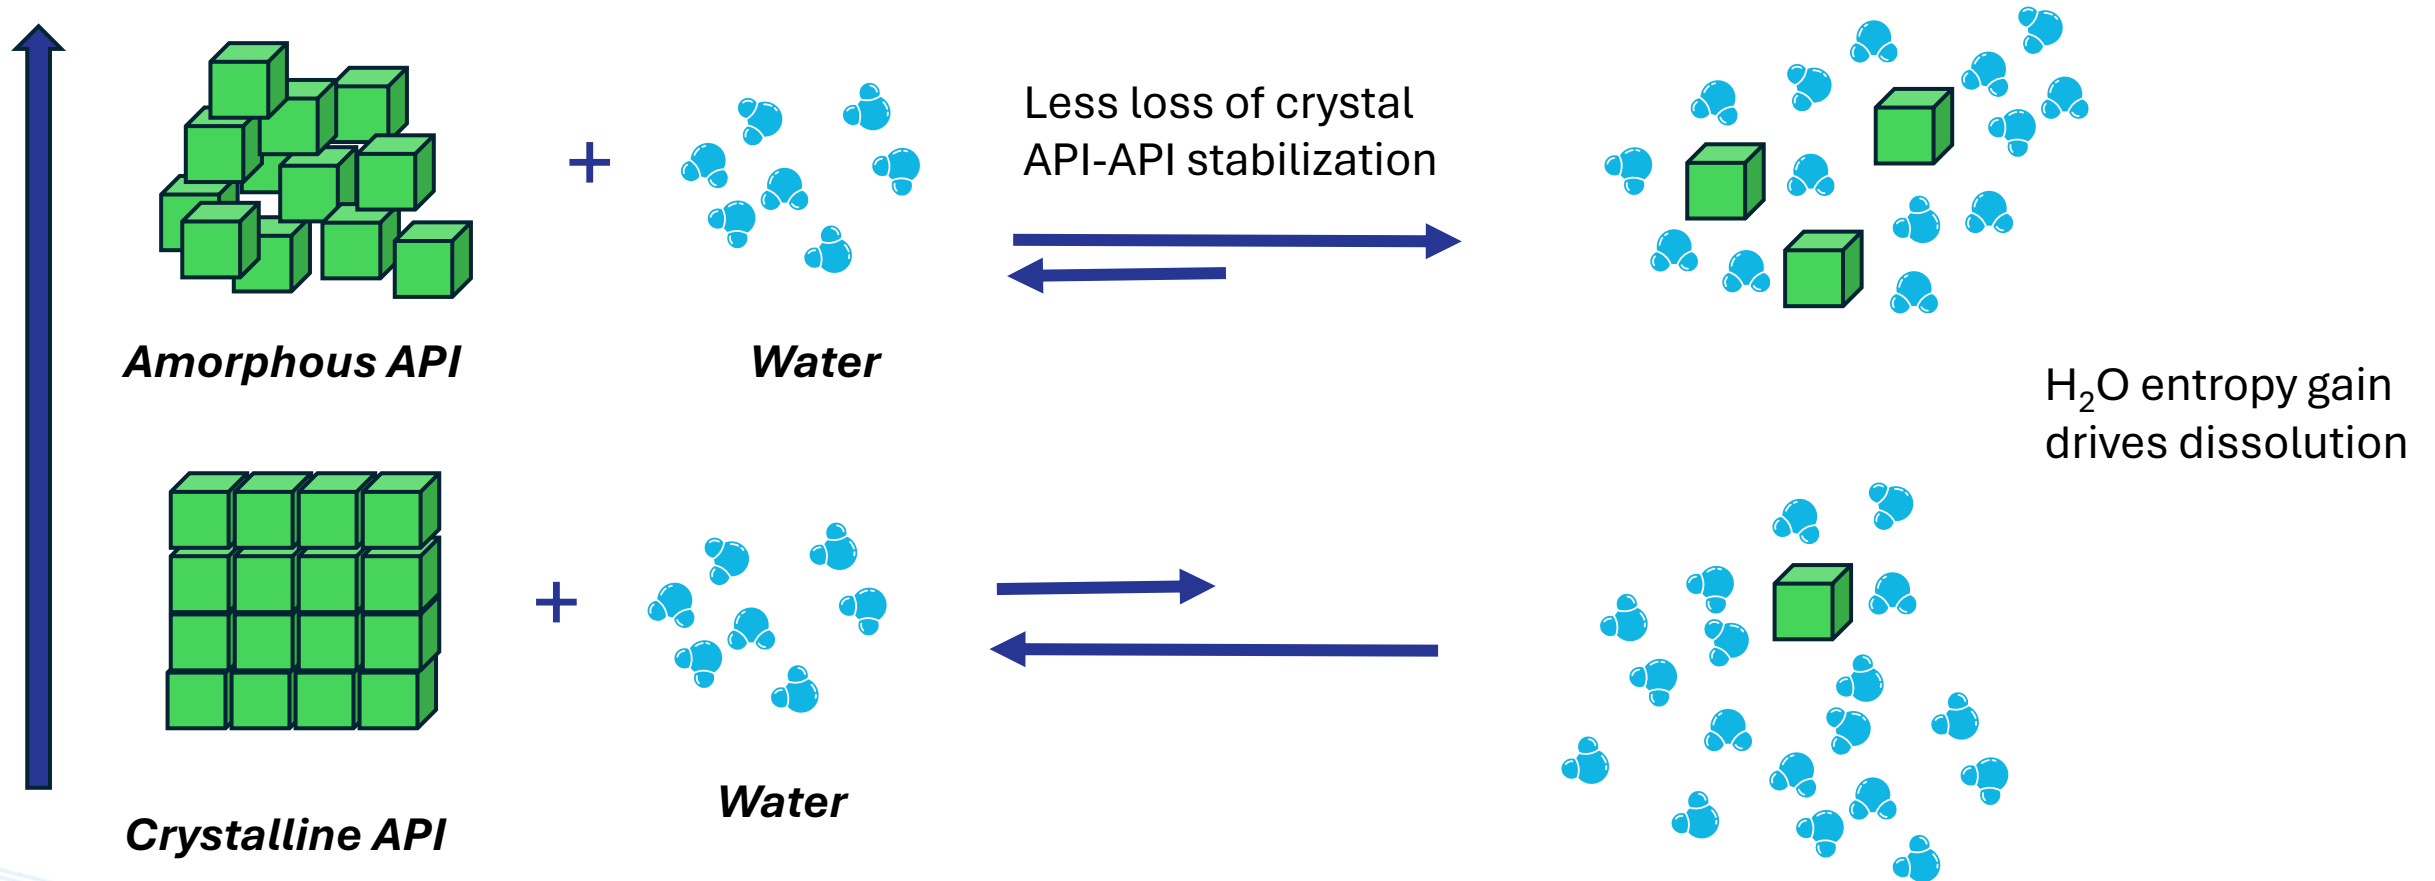 Less loss of crystal
API-API stabilization
+
Amorphous API
Water
H₂O entropy gain
drives dissolution
+
Water
Crystalline API